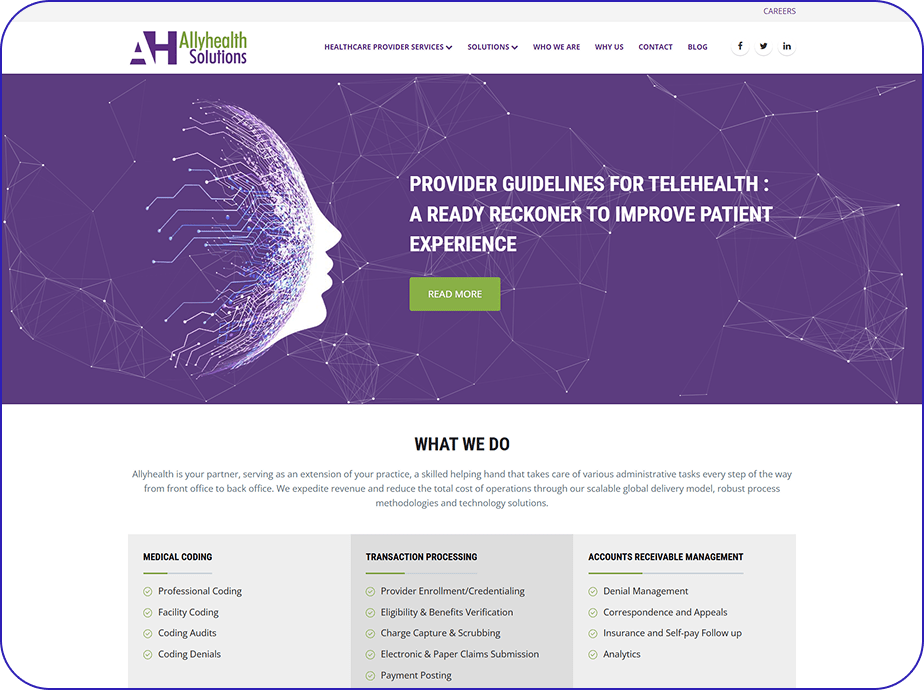 CAREERS
AH Allyhealth Solutions
HEALTHCARE PROVIDER SERVICES SOLUTIONS WHO WE ARE WHY US CONTACT BLOG
PROVIDER GUIDELINES FOR TELEHEALTH :
A READY RECKONER TO IMPROVE PATIENT
EXPERIENCE
READ MORE
WHAT WE DO
Allyhealth is your partner, serving as an extension of your practice, a skilled helping hand that takes care of various administrative tasks every step of the way
from front office to back office. We expedite revenue and reduce the total cost of operations through our scalable global delivery model, robust process
methodologies and technology solutions.
MEDICAL CODING
Professional Coding
Facility Coding
Coding Audits
Coding Denials
TRANSACTION PROCESSING
Provider Enrollment/Credentialing
Eligibility & Benefits Verification
Charge Capture & Scrubbing
Electronic & Paper Claims Submission
Payment Posting
ACCOUNTS RECEIVABLE MANAGEMENT
Denial Management
Correspondence and Appeals
Insurance and Self-pay Follow up
Analytics